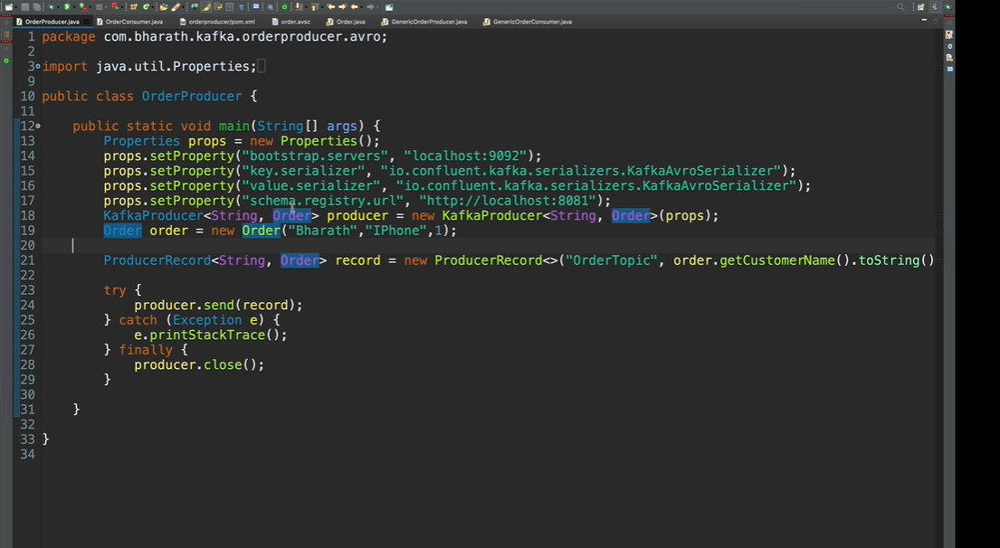 OrderProducer.java OrderConsumer.java orderproducer/pom.xml order.avsc Order.java GenericOrderProducer.java GenericOrderConsumer.java
1 package com.bharath.kafka.orderproducer.avro;
2
3 import java.util.Properties;
9
10 public class OrderProducer {
11
12 public static void main(String[] args) {
13 Properties props = new Properties();
14 props.setProperty("bootstrap.servers", "localhost:9092");
15 props.setProperty("key.serializer", "io.confluent.kafka.serializers.KafkaAvroSerializer");
16 props.setProperty("value.serializer", "io.confluent.kafka.serializers.KafkaAvroSerializer");
17 props.setProperty("schema.registry.url", "http://localhost:8081");
18 KafkaProducer<String, Order> producer = new KafkaProducer<String, Order>(props);
19 Order order = new Order("Bharath","IPhone",1);
20
21 ProducerRecord<String, Order> record = new ProducerRecord<>("OrderTopic", order.getCustomerName().toString()
22
23 try {
24 producer.send(record);
25 } catch (Exception e) {
26 e.printStackTrace();
27 } finally {
28 producer.close();
29 }
30
31 }
32
33 }
34